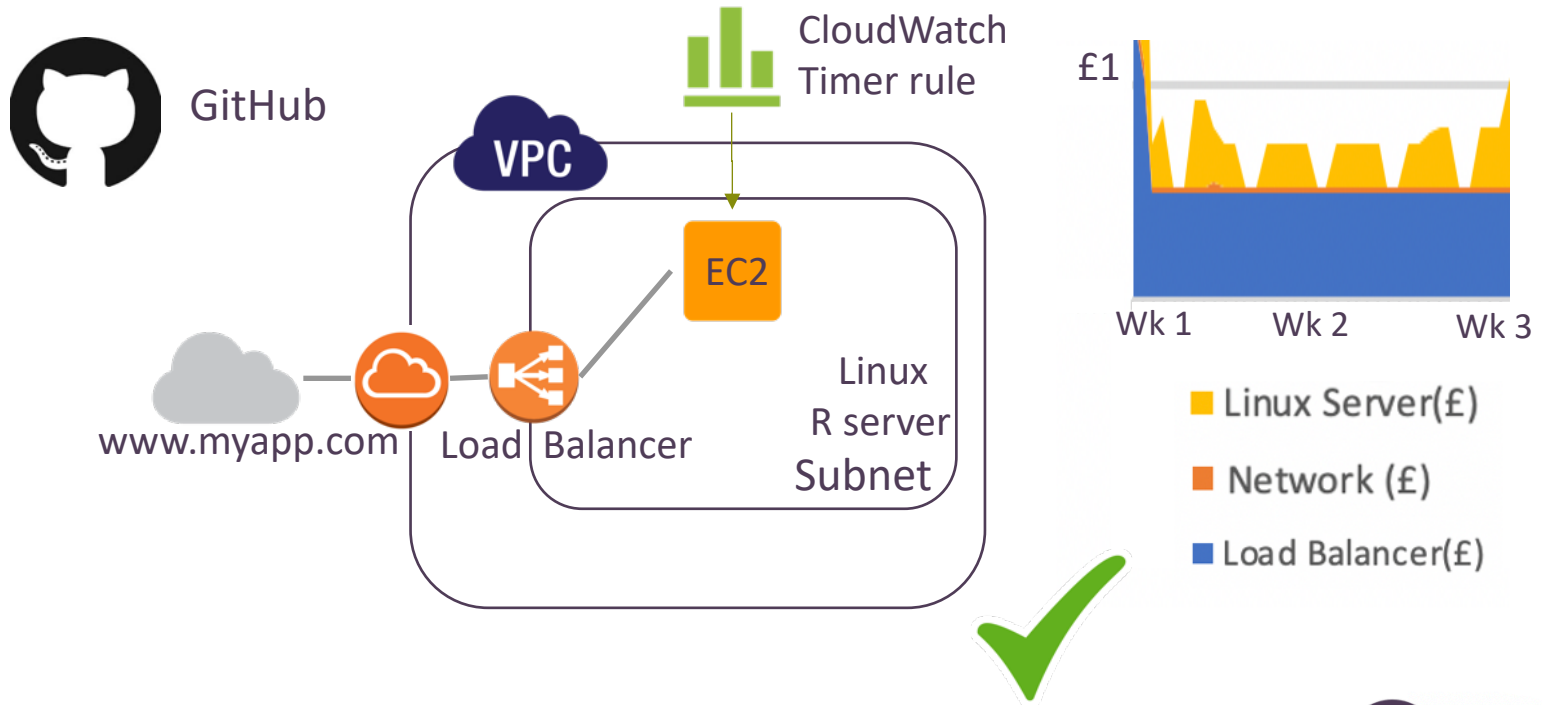 GitHub
CloudWatch
Timer rule
VPC
EC2
www.myapp.com
Load Balancer
Linux
R server
Subnet
£1
Wk 1
Wk 2
Wk 3
Linux Server(£)
Network (£)
Load Balancer(£)